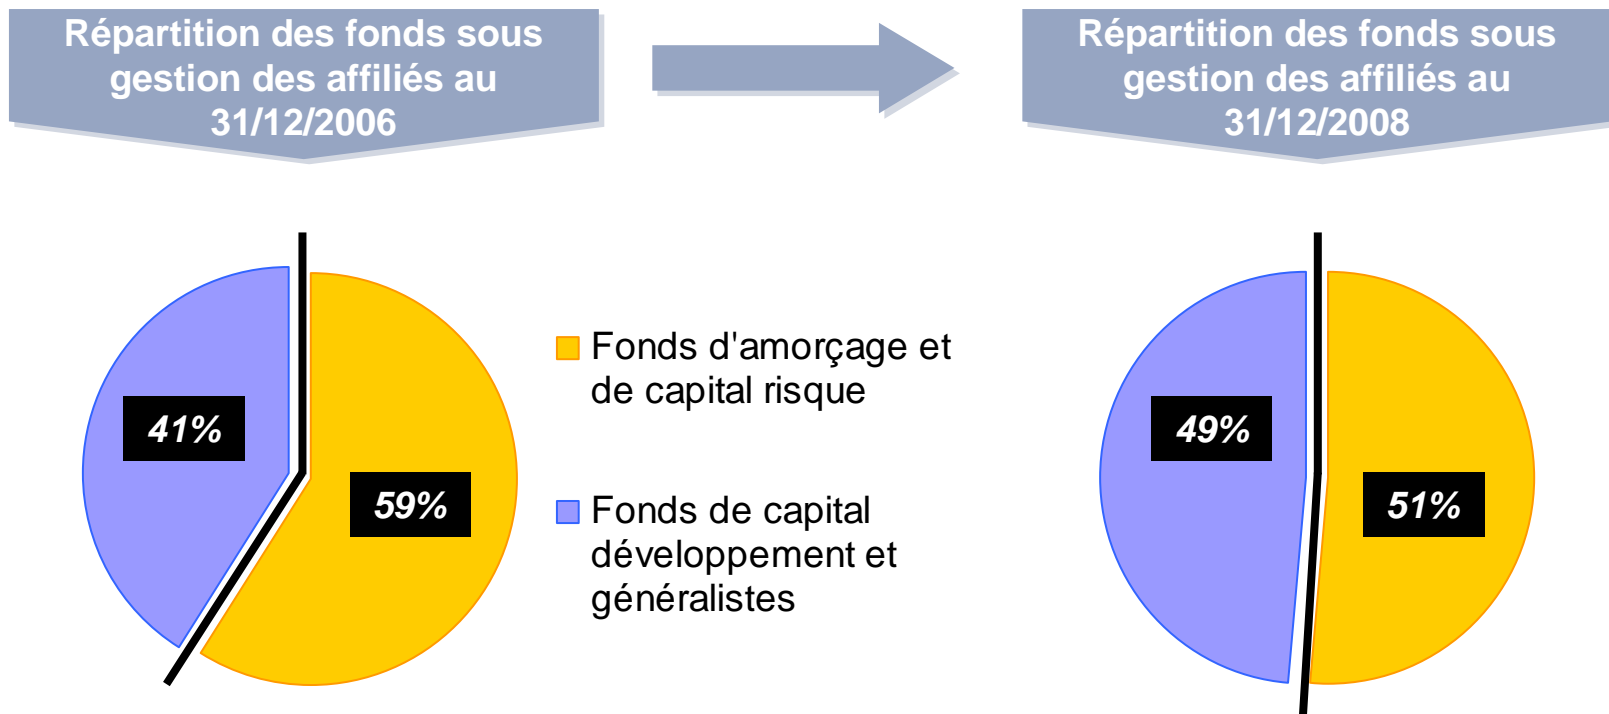 Répartition des fonds sous
gestion des affiliés au
31/12/2006
Répartition des fonds sous
gestion des affiliés au
31/12/2008
41%
59%
Fonds d'amorçage et
de capital risque
Fonds de capital
développement et
généralistes
49%
51%